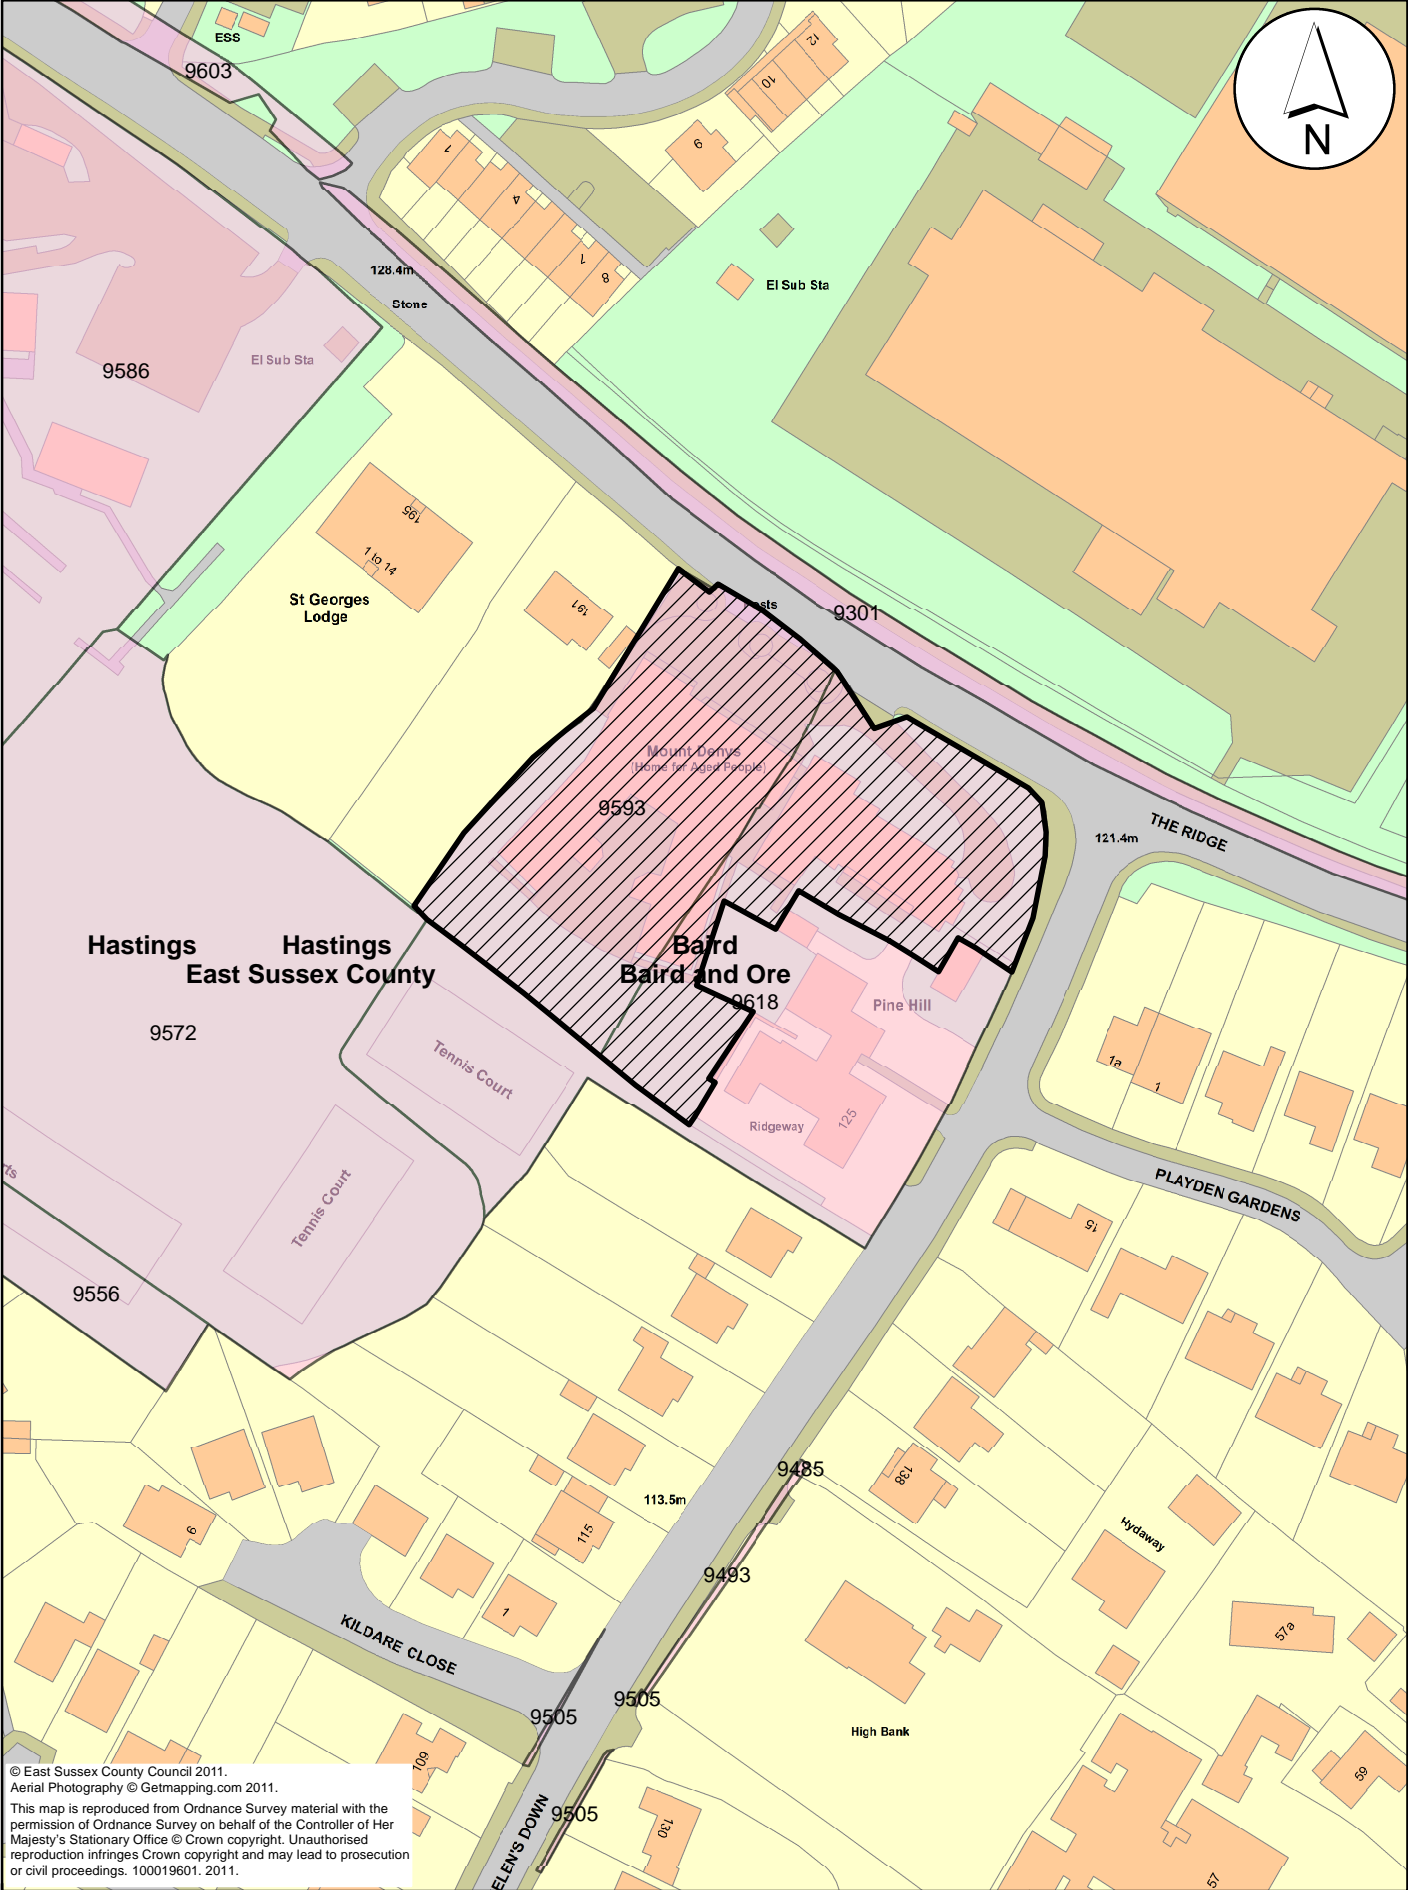 ESS
9603
12
10
9
N
1
4
7
8
128.4m
Stone
El Sub Sta
El Sub Sta
9586
195
1 to 14
St Georges
Lodge
191
9301
Mount Denys
(Home for Aged People)
9593
THE RIDGE
121.4m
Hastings
Hastings
East Sussex County
Baird
Baird and Ore
9618
Pine Hill
9572
Tennis Court
1a
1
Ridgeway
125
Tennis Court
PLAYDEN GARDENS
15
9556
9485
138
113.5m
115
Hydaway
6
9493
1
KILDARE CLOSE
57a
9505
9505
High Bank
109
59
9505
130
ELEN'S DOWN
57
© East Sussex County Council 2011.
Aerial Photography © Getmapping.com 2011.
This map is reproduced from Ordnance Survey material with the
permission of Ordnance Survey on behalf of the Controller of Her
Majesty's Stationary Office © Crown copyright. Unauthorised
reproduction infringes Crown copyright and may lead to prosecution
or civil proceedings. 100019601. 2011.